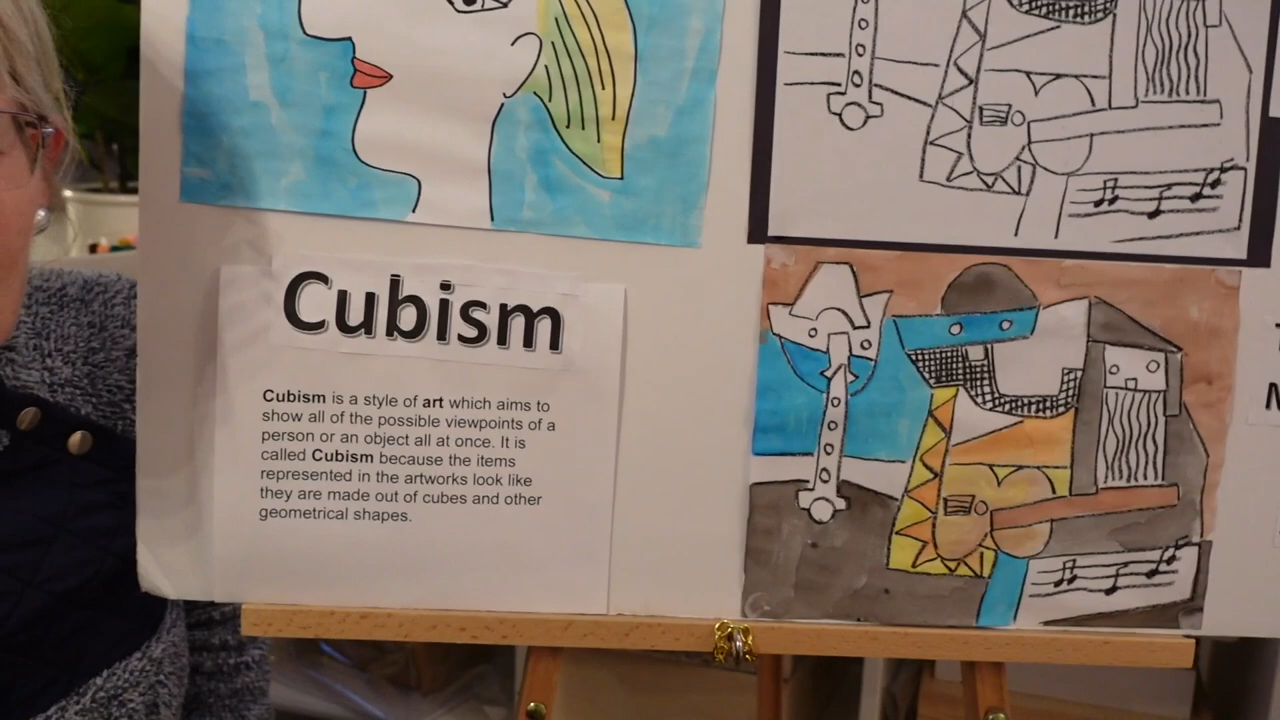 Cubism
Cubism is a style of art which aims to
show all of the possible viewpoints of a
person or an object all at once. It is
called Cubism because the items
represented in the artworks look like
they are made out of cubes and other
geometrical shapes.